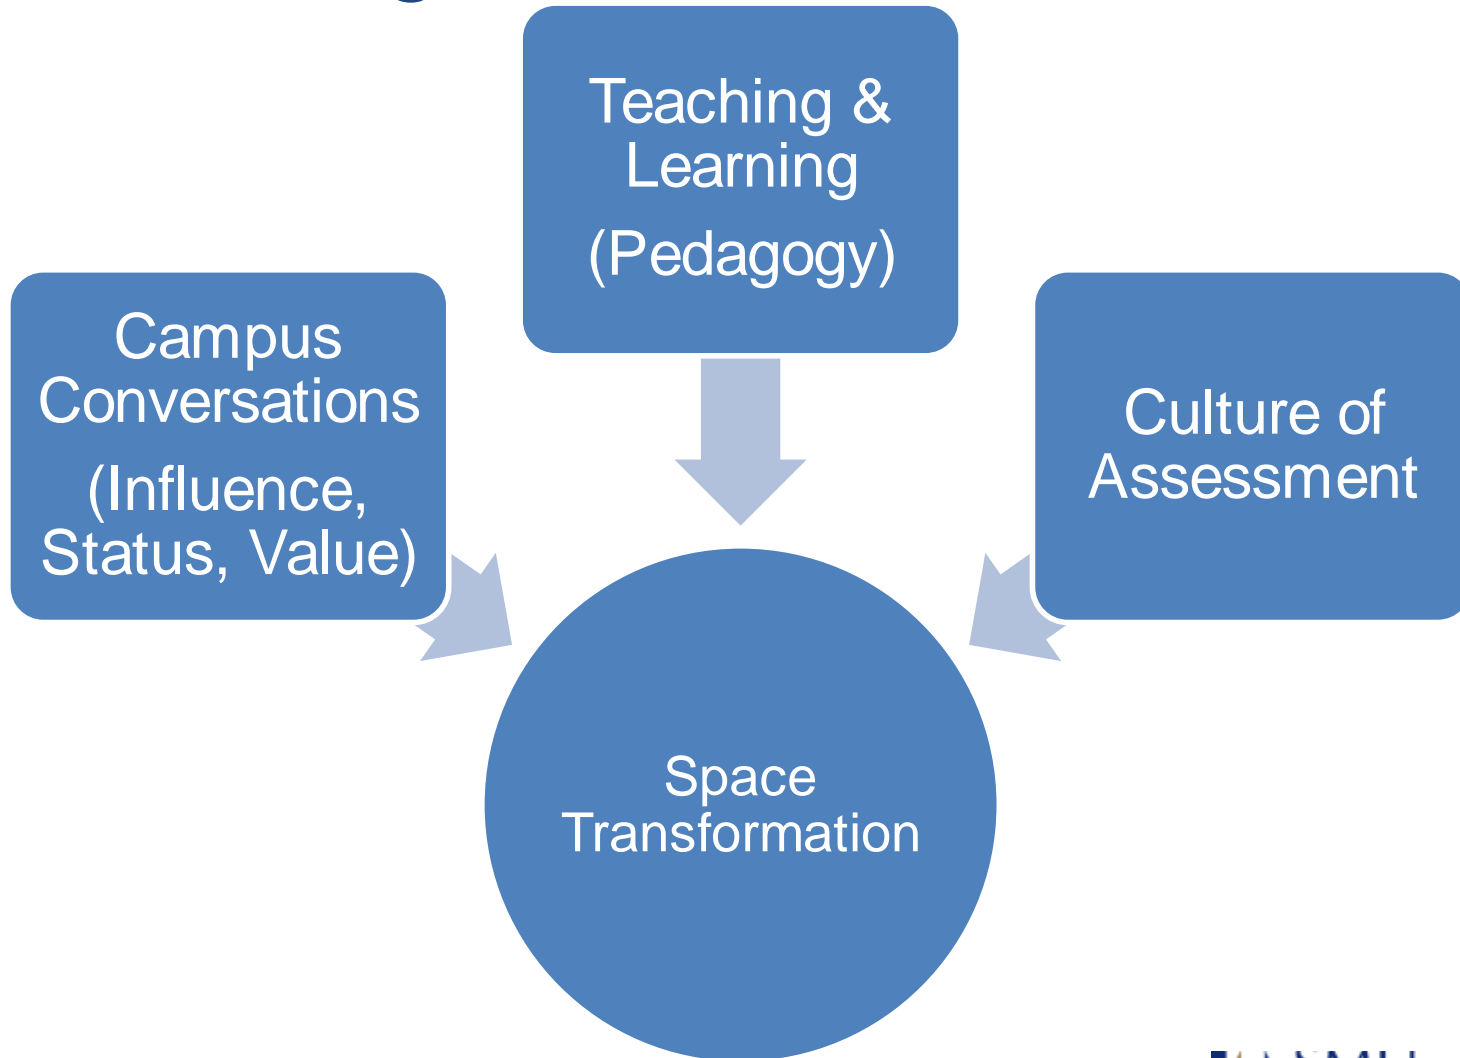 Teaching &
Learning
(Pedagogy)
Campus
Conversations
(Influence,
Status, Value)
Culture of
Assessment
Space
Transformation